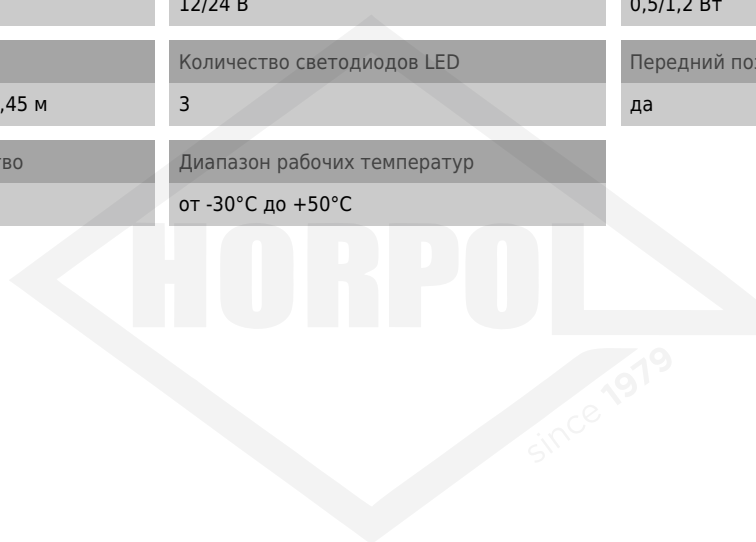 12/24 В
0,5/1,2 Вт
Количество светодиодов LED
Передний
,45 м
3
да
Диапазон рабочих температур
от -30°C до +50°C
HORPOL
since 1979